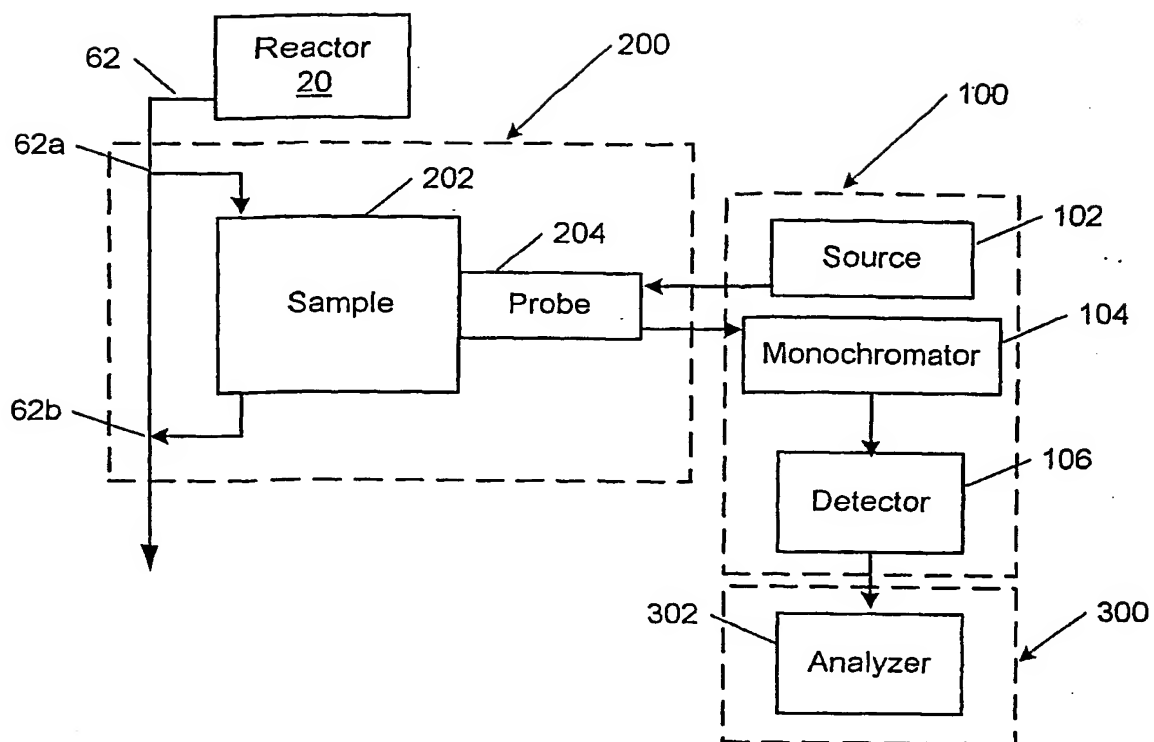 Reactor
20
62
200
100
62a
202
102
204
Source
Sample
Probe
104
Monochromator
62b
106
Detector
302
300
Analyzer